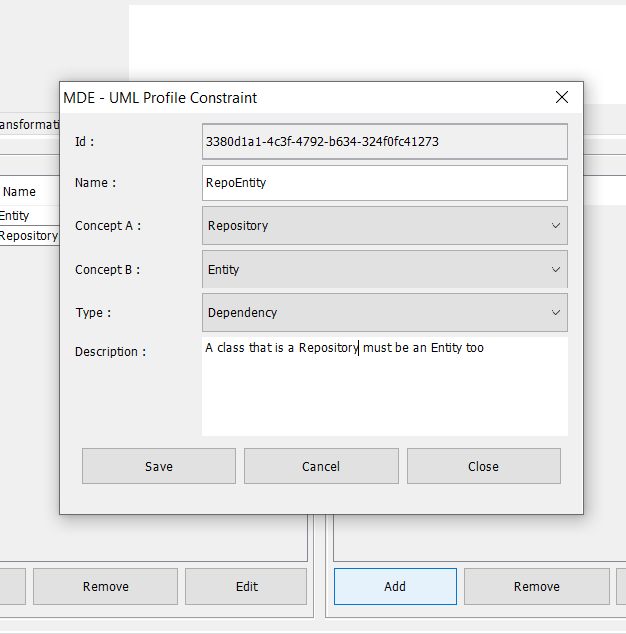 MDE - UML Profile Constraint
ansformati
Id :
3380d1a1-4c3f-4792-b634-324f0fc41273
Name :
RepoEntity
Name
Entity
Repository
Concept A :
Repository
Concept B :
Entity
Type :
Dependency
Description :
A class that is a Repository must be an Entity too
Save Cancel Close
Remove Edit Add Remove